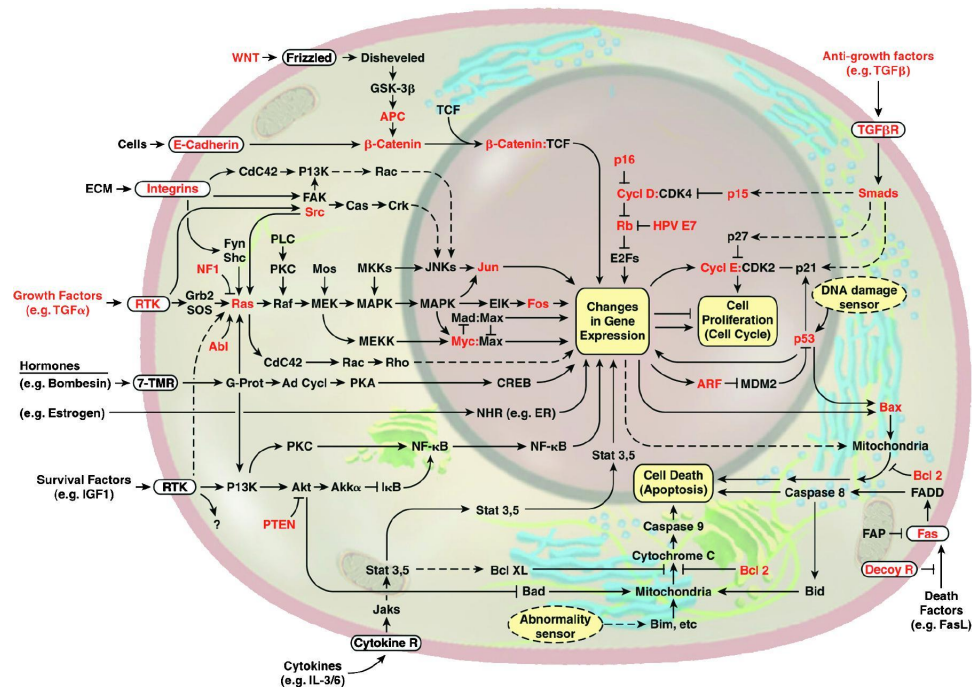 WNT
Frizzled
Disheveled
GSK-3β
APC
TCF
Cells
E-Cadherin
β-Catenin
β-Catenin:TCF
Anti-growth factors
(e.g. TGFβ)
TGFβR
Smads
p16
Cycl D:CDK4
p15
Rb
HPV E7
E2Fs
p27
Cycl E:CDK2
p21
DNA damage
sensor
p53
Cell
Proliferation
(Cell Cycle)
Changes
in Gene
Expression
ARF
MDM2
Bax
Mitochondria
Bcl 2
FADD
Caspase 8
FAP
Fas
Decoy R
Death
Factors
(e.g. FasL)
ECM
Integrins
CdC42
P13K
Rac
FAK
Src
Cas
Crk
Fyn
Shc
NF1
PLC
PKC
Mos
MKKs
JNKs
Jun
Growth Factors
(e.g. TGFα)
RTK
Grb2
SOS
Ras
Raf
MEK
MAPK
MAPK
EIK
Fos
Mad:Max
Myc:Max
MEKK
Abl
CdC42
Rac
Rho
Hormones
(e.g. Bombesin)
7-TMR
G-Prot
Ad Cycl
PKA
CREB
(e.g. Estrogen)
NHR (e.g. ER)
PKC
NF-κB
NF-κB
Stat 3,5
Survival Factors
(e.g. IGF1)
RTK
P13K
Akt
Akkα
IκB
?
PTEN
Stat 3,5
Cell Death
(Apoptosis)
Caspase 9
Cytochrome C
Bcl 2
Stat 3,5
Bcl XL
Bad
Mitochondria
Bid
Jaks
Abnormality
sensor
Bim, etc
Cytokine R
Cytokines
(e.g. IL-3/6)